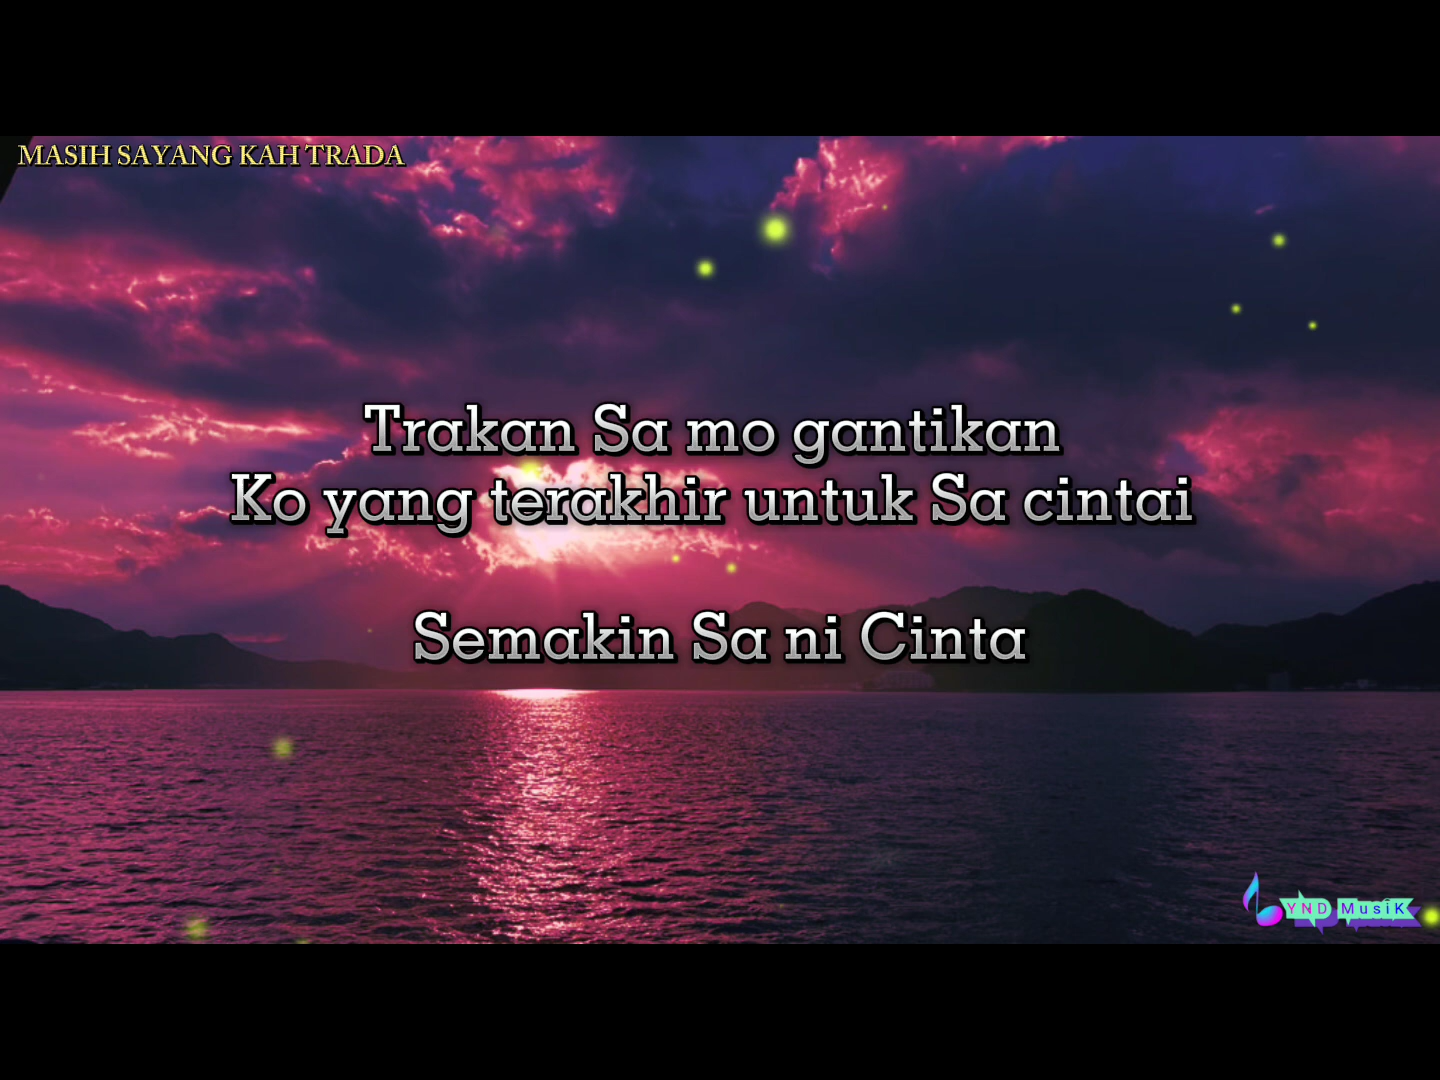 MASIH SAYANG KAH TRADA
Trakan Sa mo gantikan
Ko yang terakhir untuk Sa cintai
Semakin Sa ni Cinta
YND MusiK